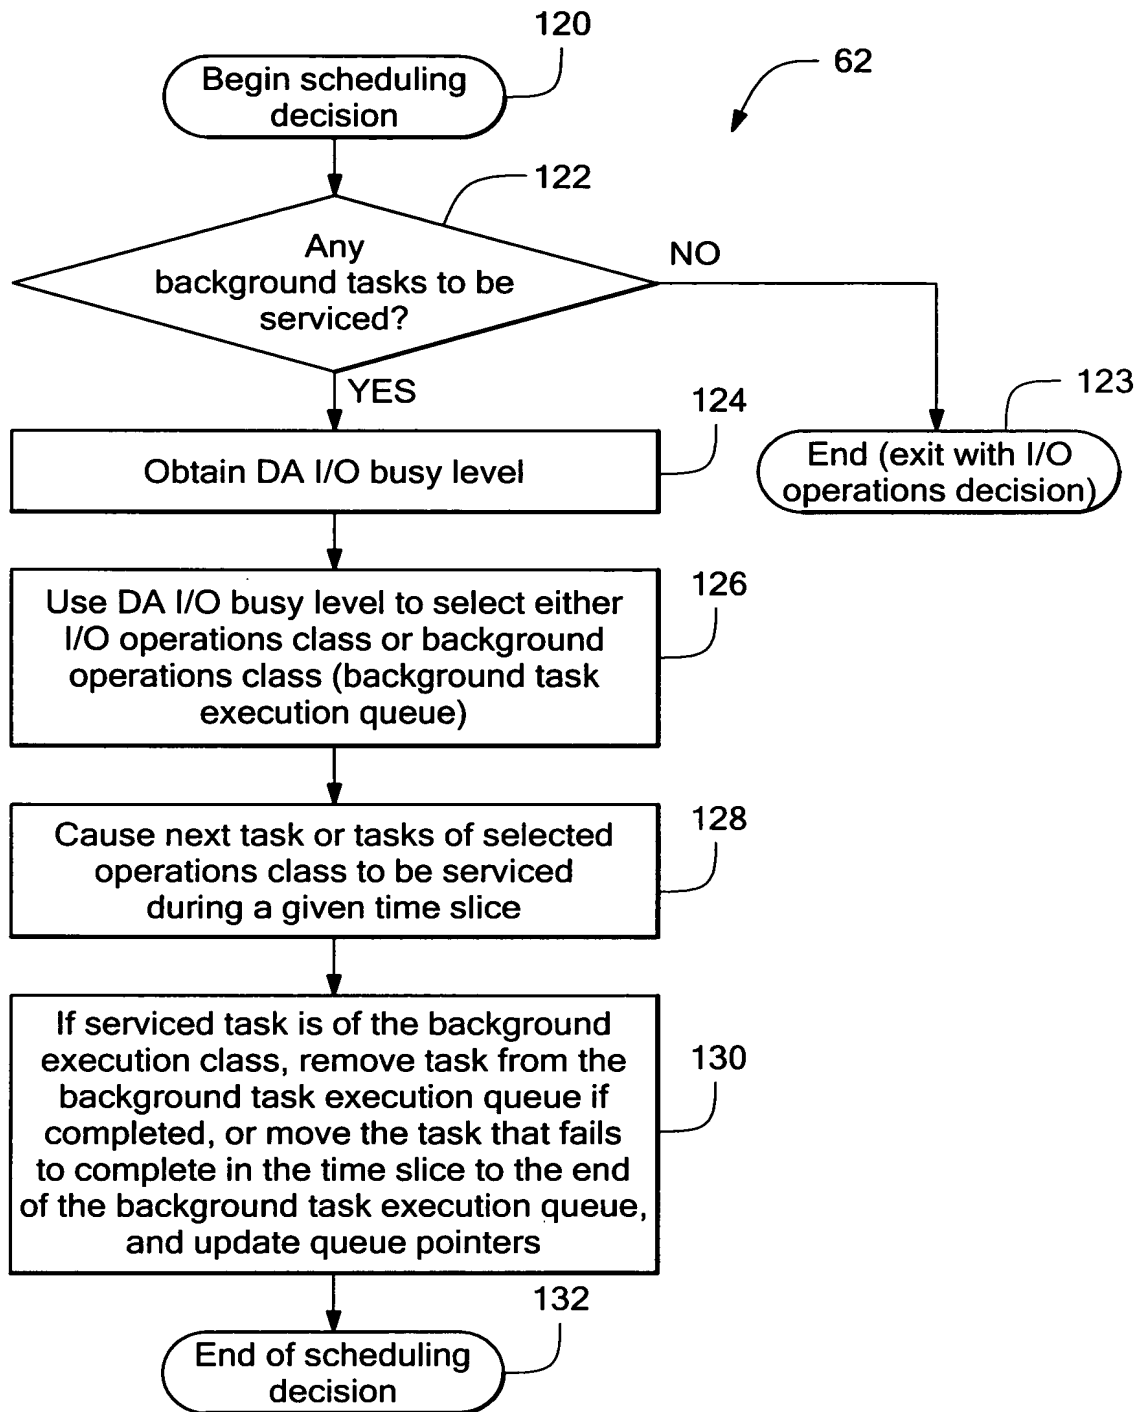 120
Begin scheduling
decision
62
122
Any
background tasks to be
serviced?
NO
YES
123
124
Obtain DA I/O busy level
End (exit with I/O
operations decision)
126
Use DA I/O busy level to select either
I/O operations class or background
operations class (background task
execution queue)
128
Cause next task or tasks of selected
operations class to be serviced
during a given time slice
130
If serviced task is of the background
execution class, remove task from the
background task execution queue if
completed, or move the task that fails
to complete in the time slice to the end
of the background task execution queue,
and update queue pointers
132
End of scheduling
decision